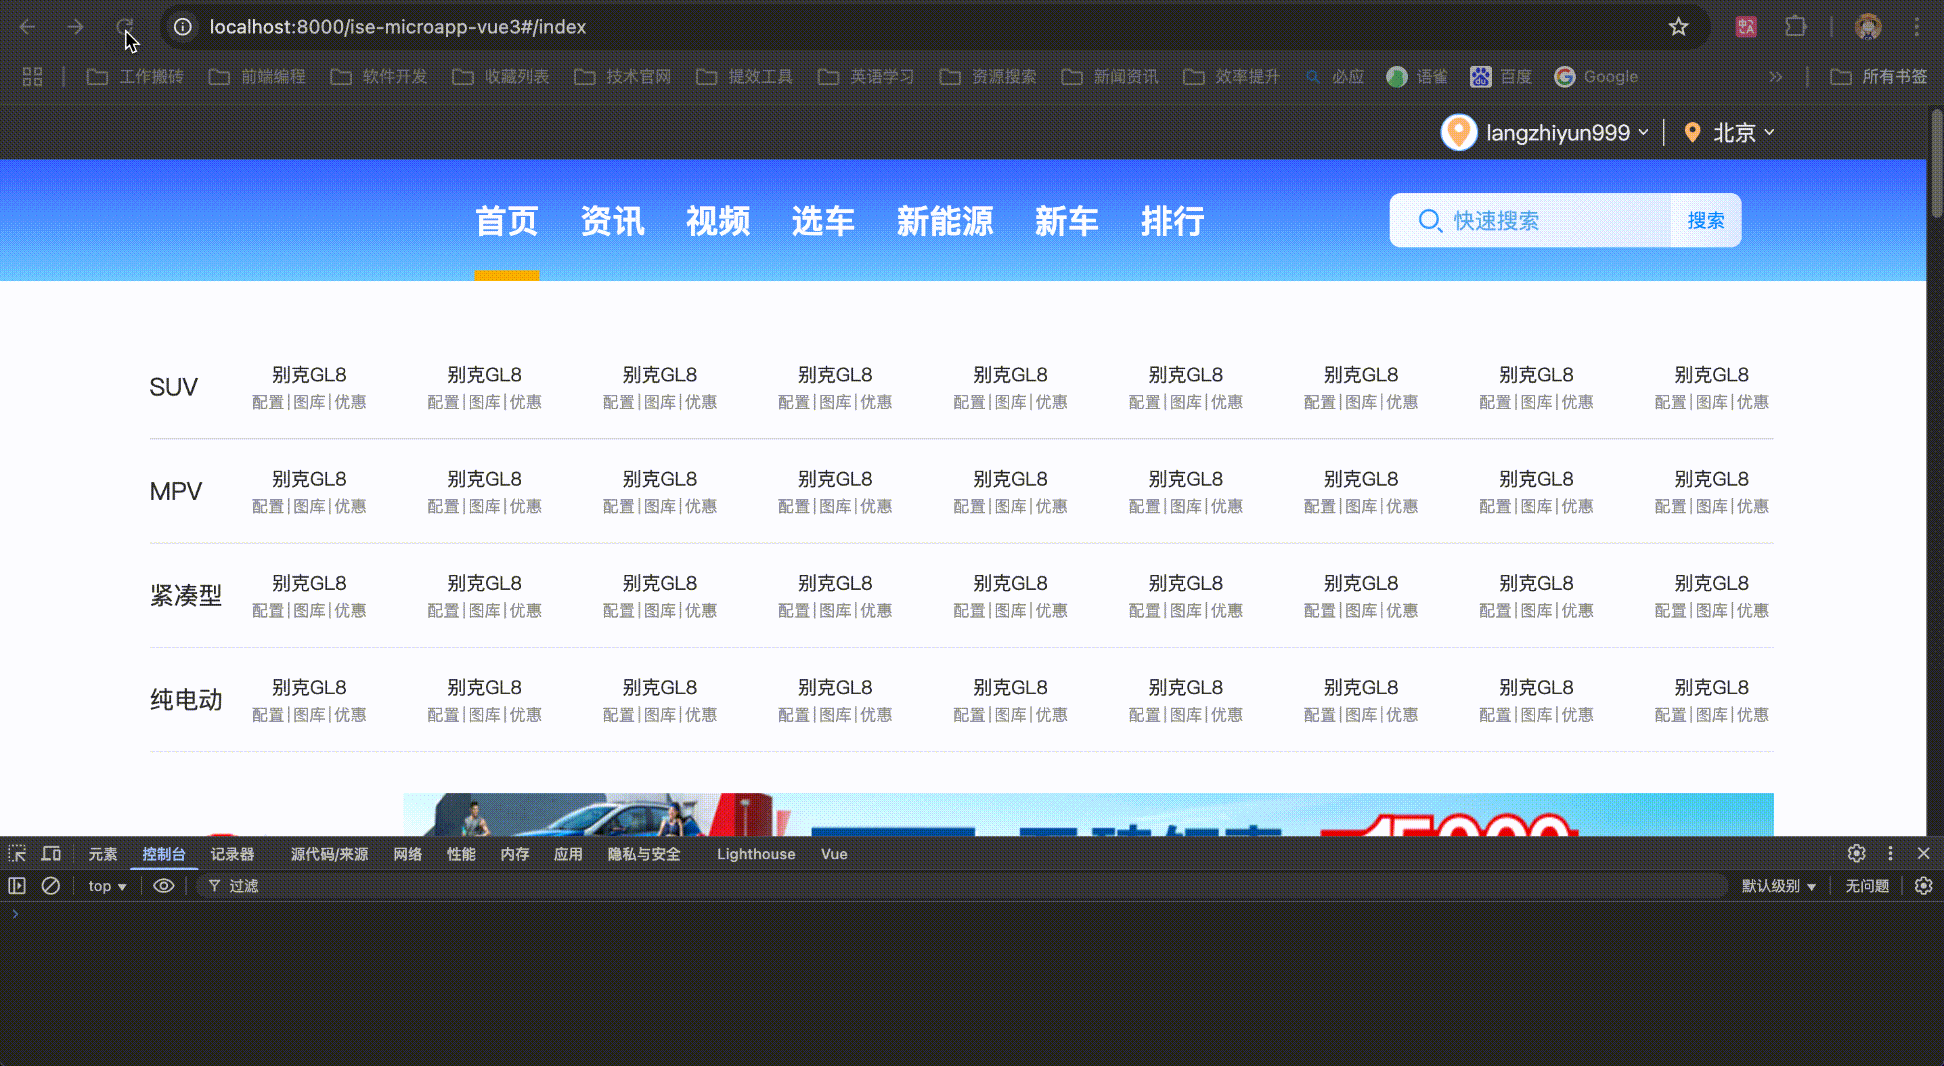 localhost:8000/ise-microapp-vue3#/index
工作搬砖 前端编程 软件开发 收藏列表 技术官网 提效工具 英语学习 资源搜索 新闻资讯 效率提升 必应 语雀 百度 Google 所有书签
langzhiyun999 北京
首页 资讯 视频 选车 新能源 新车 排行 快速搜索 搜索
SUV 别克GL8 别克GL8 别克GL8 别克GL8 别克GL8 别克GL8 别克GL8 别克GL8 别克GL8
配置|图库|优惠 配置|图库|优惠 配置|图库|优惠 配置|图库|优惠 配置|图库|优惠 配置|图库|优惠 配置|图库|优惠 配置|图库|优惠 配置|图库|优惠
MPV 别克GL8 别克GL8 别克GL8 别克GL8 别克GL8 别克GL8 别克GL8 别克GL8 别克GL8
配置|图库|优惠 配置|图库|优惠 配置|图库|优惠 配置|图库|优惠 配置|图库|优惠 配置|图库|优惠 配置|图库|优惠 配置|图库|优惠 配置|图库|优惠
紧凑型 别克GL8 别克GL8 别克GL8 别克GL8 别克GL8 别克GL8 别克GL8 别克GL8 别克GL8
配置|图库|优惠 配置|图库|优惠 配置|图库|优惠 配置|图库|优惠 配置|图库|优惠 配置|图库|优惠 配置|图库|优惠 配置|图库|优惠 配置|图库|优惠
纯电动 别克GL8 别克GL8 别克GL8 别克GL8 别克GL8 别克GL8 别克GL8 别克GL8 别克GL8
配置|图库|优惠 配置|图库|优惠 配置|图库|优惠 配置|图库|优惠 配置|图库|优惠 配置|图库|优惠 配置|图库|优惠 配置|图库|优惠 配置|图库|优惠
元素 控制台 记录器 源代码/来源 网络 性能 内存 应用 隐私与安全 Lighthouse Vue
top 过滤 默认级别 无问题